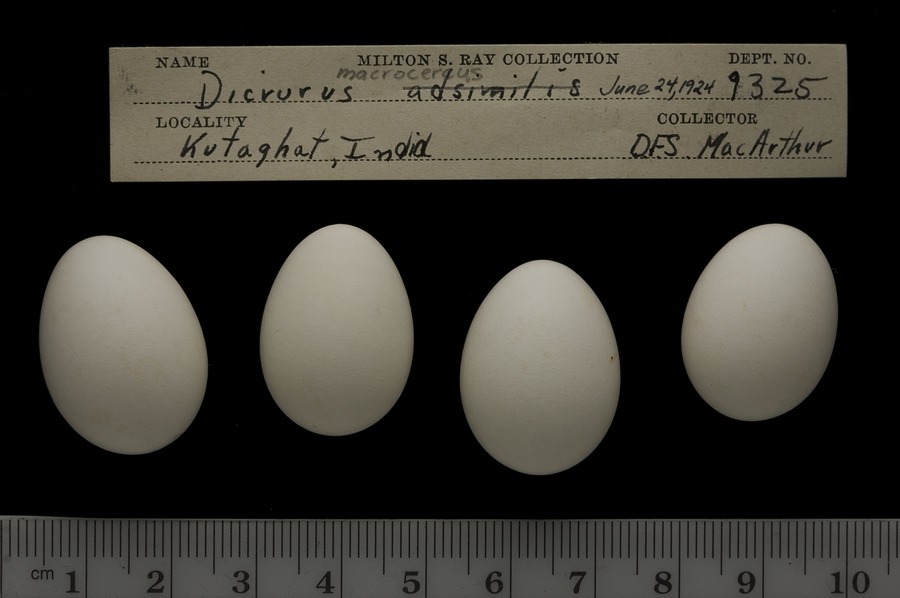 NAME MILTON S. RAY COLLECTION DEPT. NO.
macrocercus
Dicrurus adsimilis June 24, 1924 9325
LOCALITY COLLECTOR
Kutaghat, India DFS MacArthur
cm 1 2 3 4 5 6 7 8 9 10